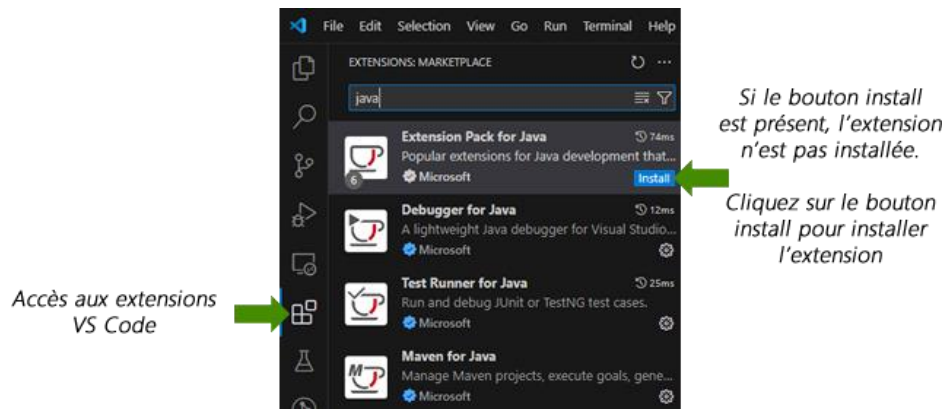 File Edit Selection View Go Run Terminal Help
EXTENSIONS: MARKETPLACE
java
Extension Pack for Java 74ms
Popular extensions for Java development that...
6
Microsoft Install
Debugger for Java 12ms
A lightweight Java debugger for Visual Studio...
Microsoft
Test Runner for Java 25ms
Run and debug JUnit or TestNG test cases.
Microsoft
Maven for Java
Manage Maven projects, execute goals, gene...
Microsoft
Accès aux extensions
VS Code
Si le bouton install
est présent, l'extension
n'est pas installée.
Cliquez sur le bouton
install pour installer
l'extension